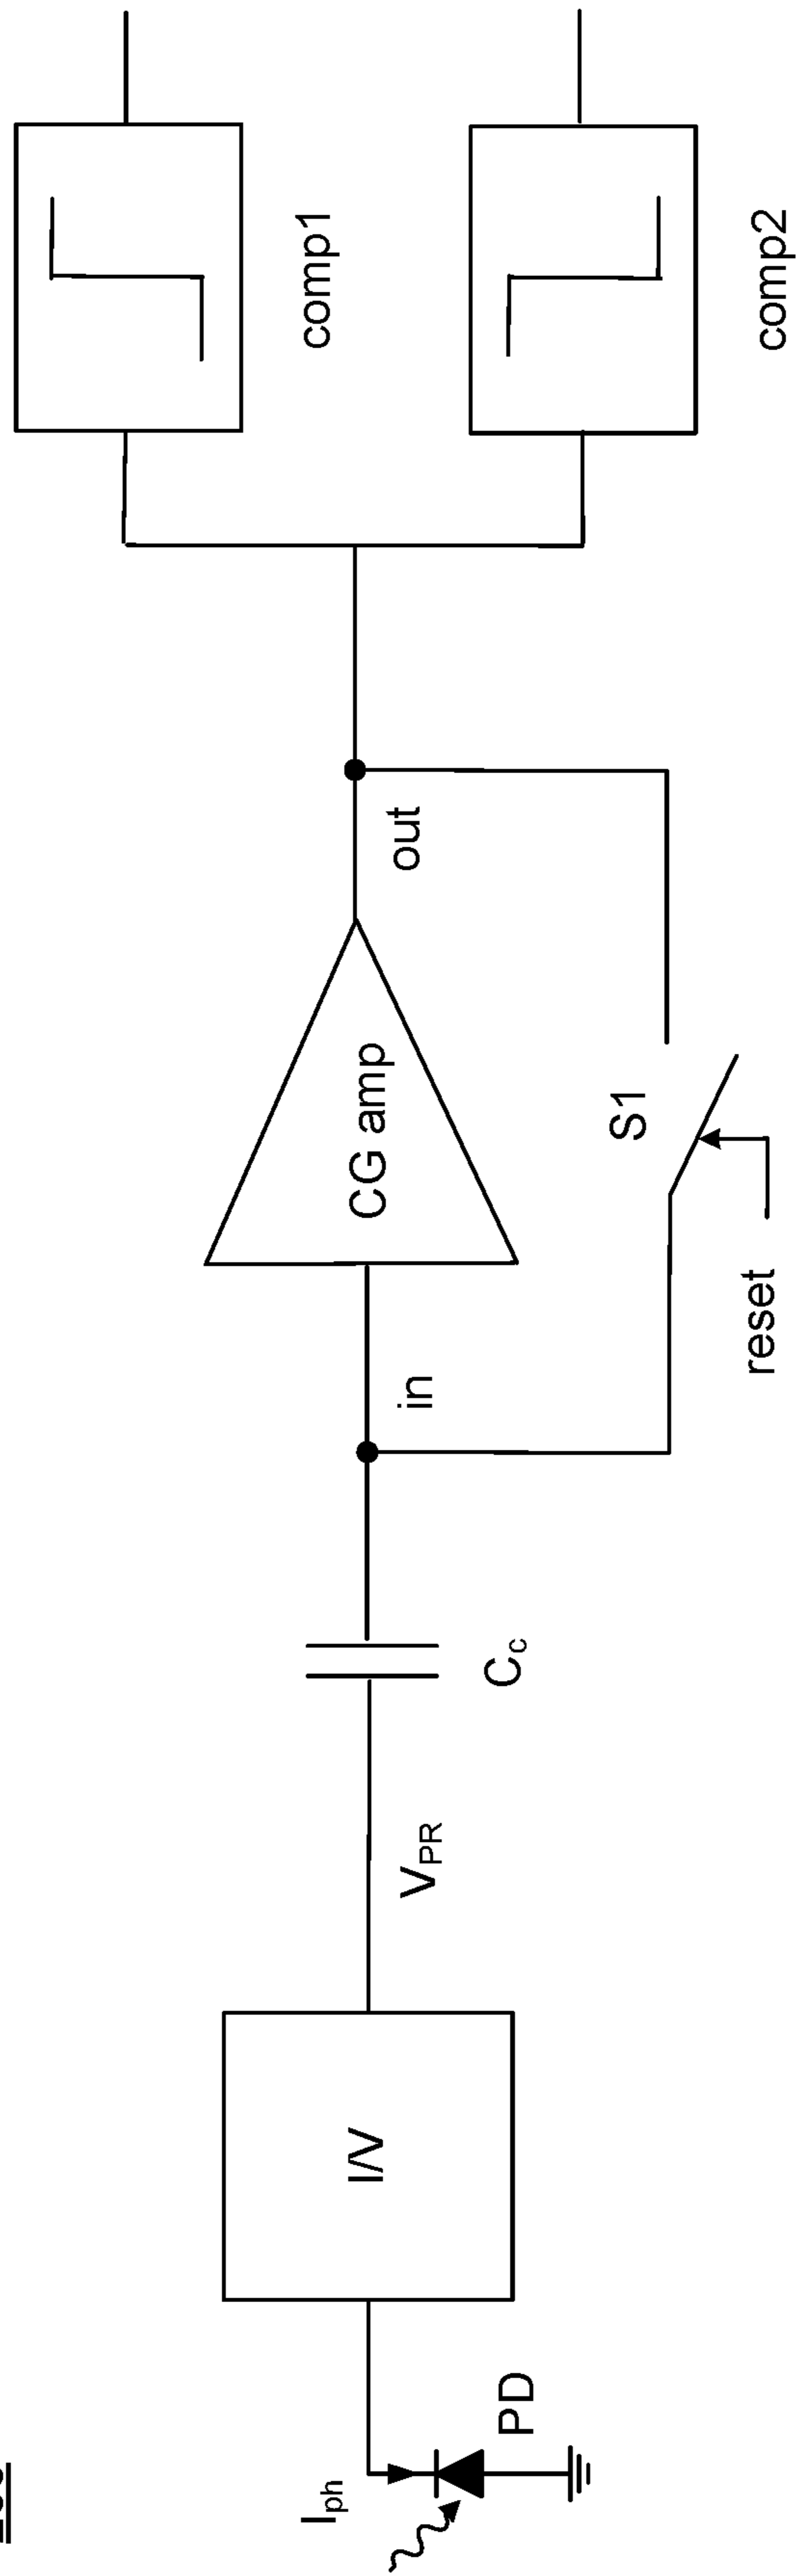 I_ph
PD
I/V
V_PR
C_c
in
CG amp
out
S1
reset
comp1
comp2